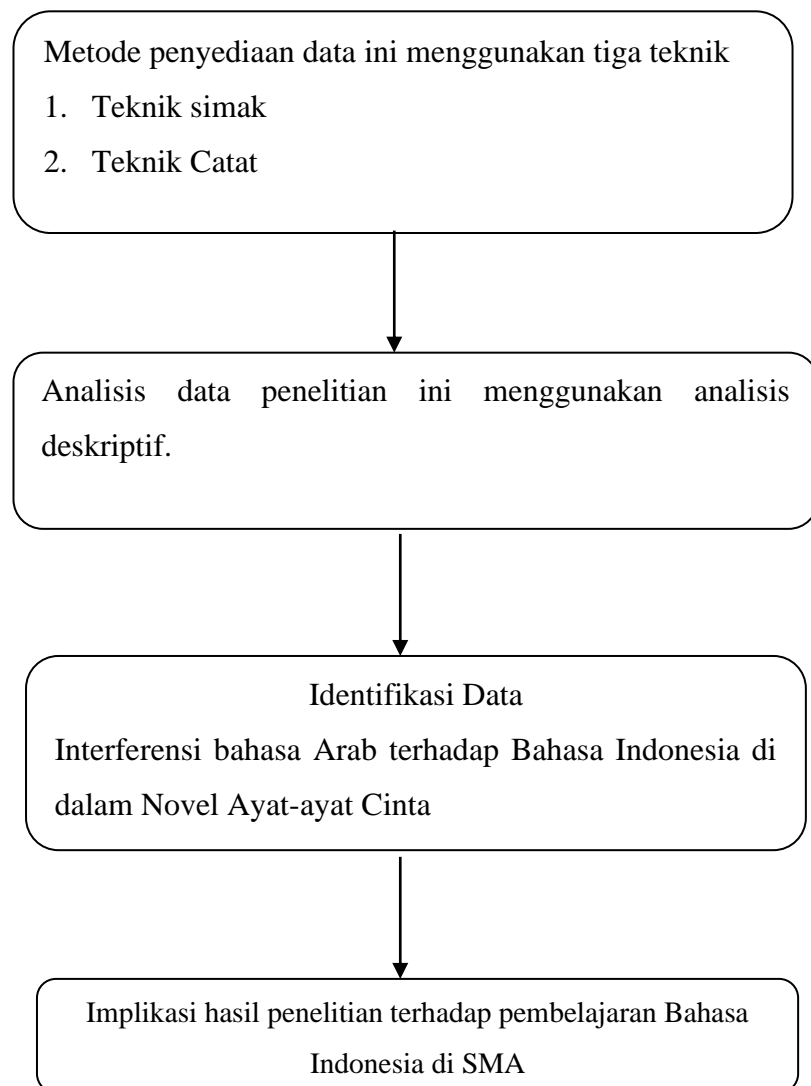 Metode penyediaan data ini menggunakan tiga teknik
1. Teknik simak
2. Teknik Catat
Analisis data penelitian ini menggunakan analisis
deskriptif.
Identifikasi Data
Interferensi bahasa Arab terhadap Bahasa Indonesia di
dalam Novel Ayat-ayat Cinta
Implikasi hasil penelitian terhadap pembelajaran Bahasa
Indonesia di SMA